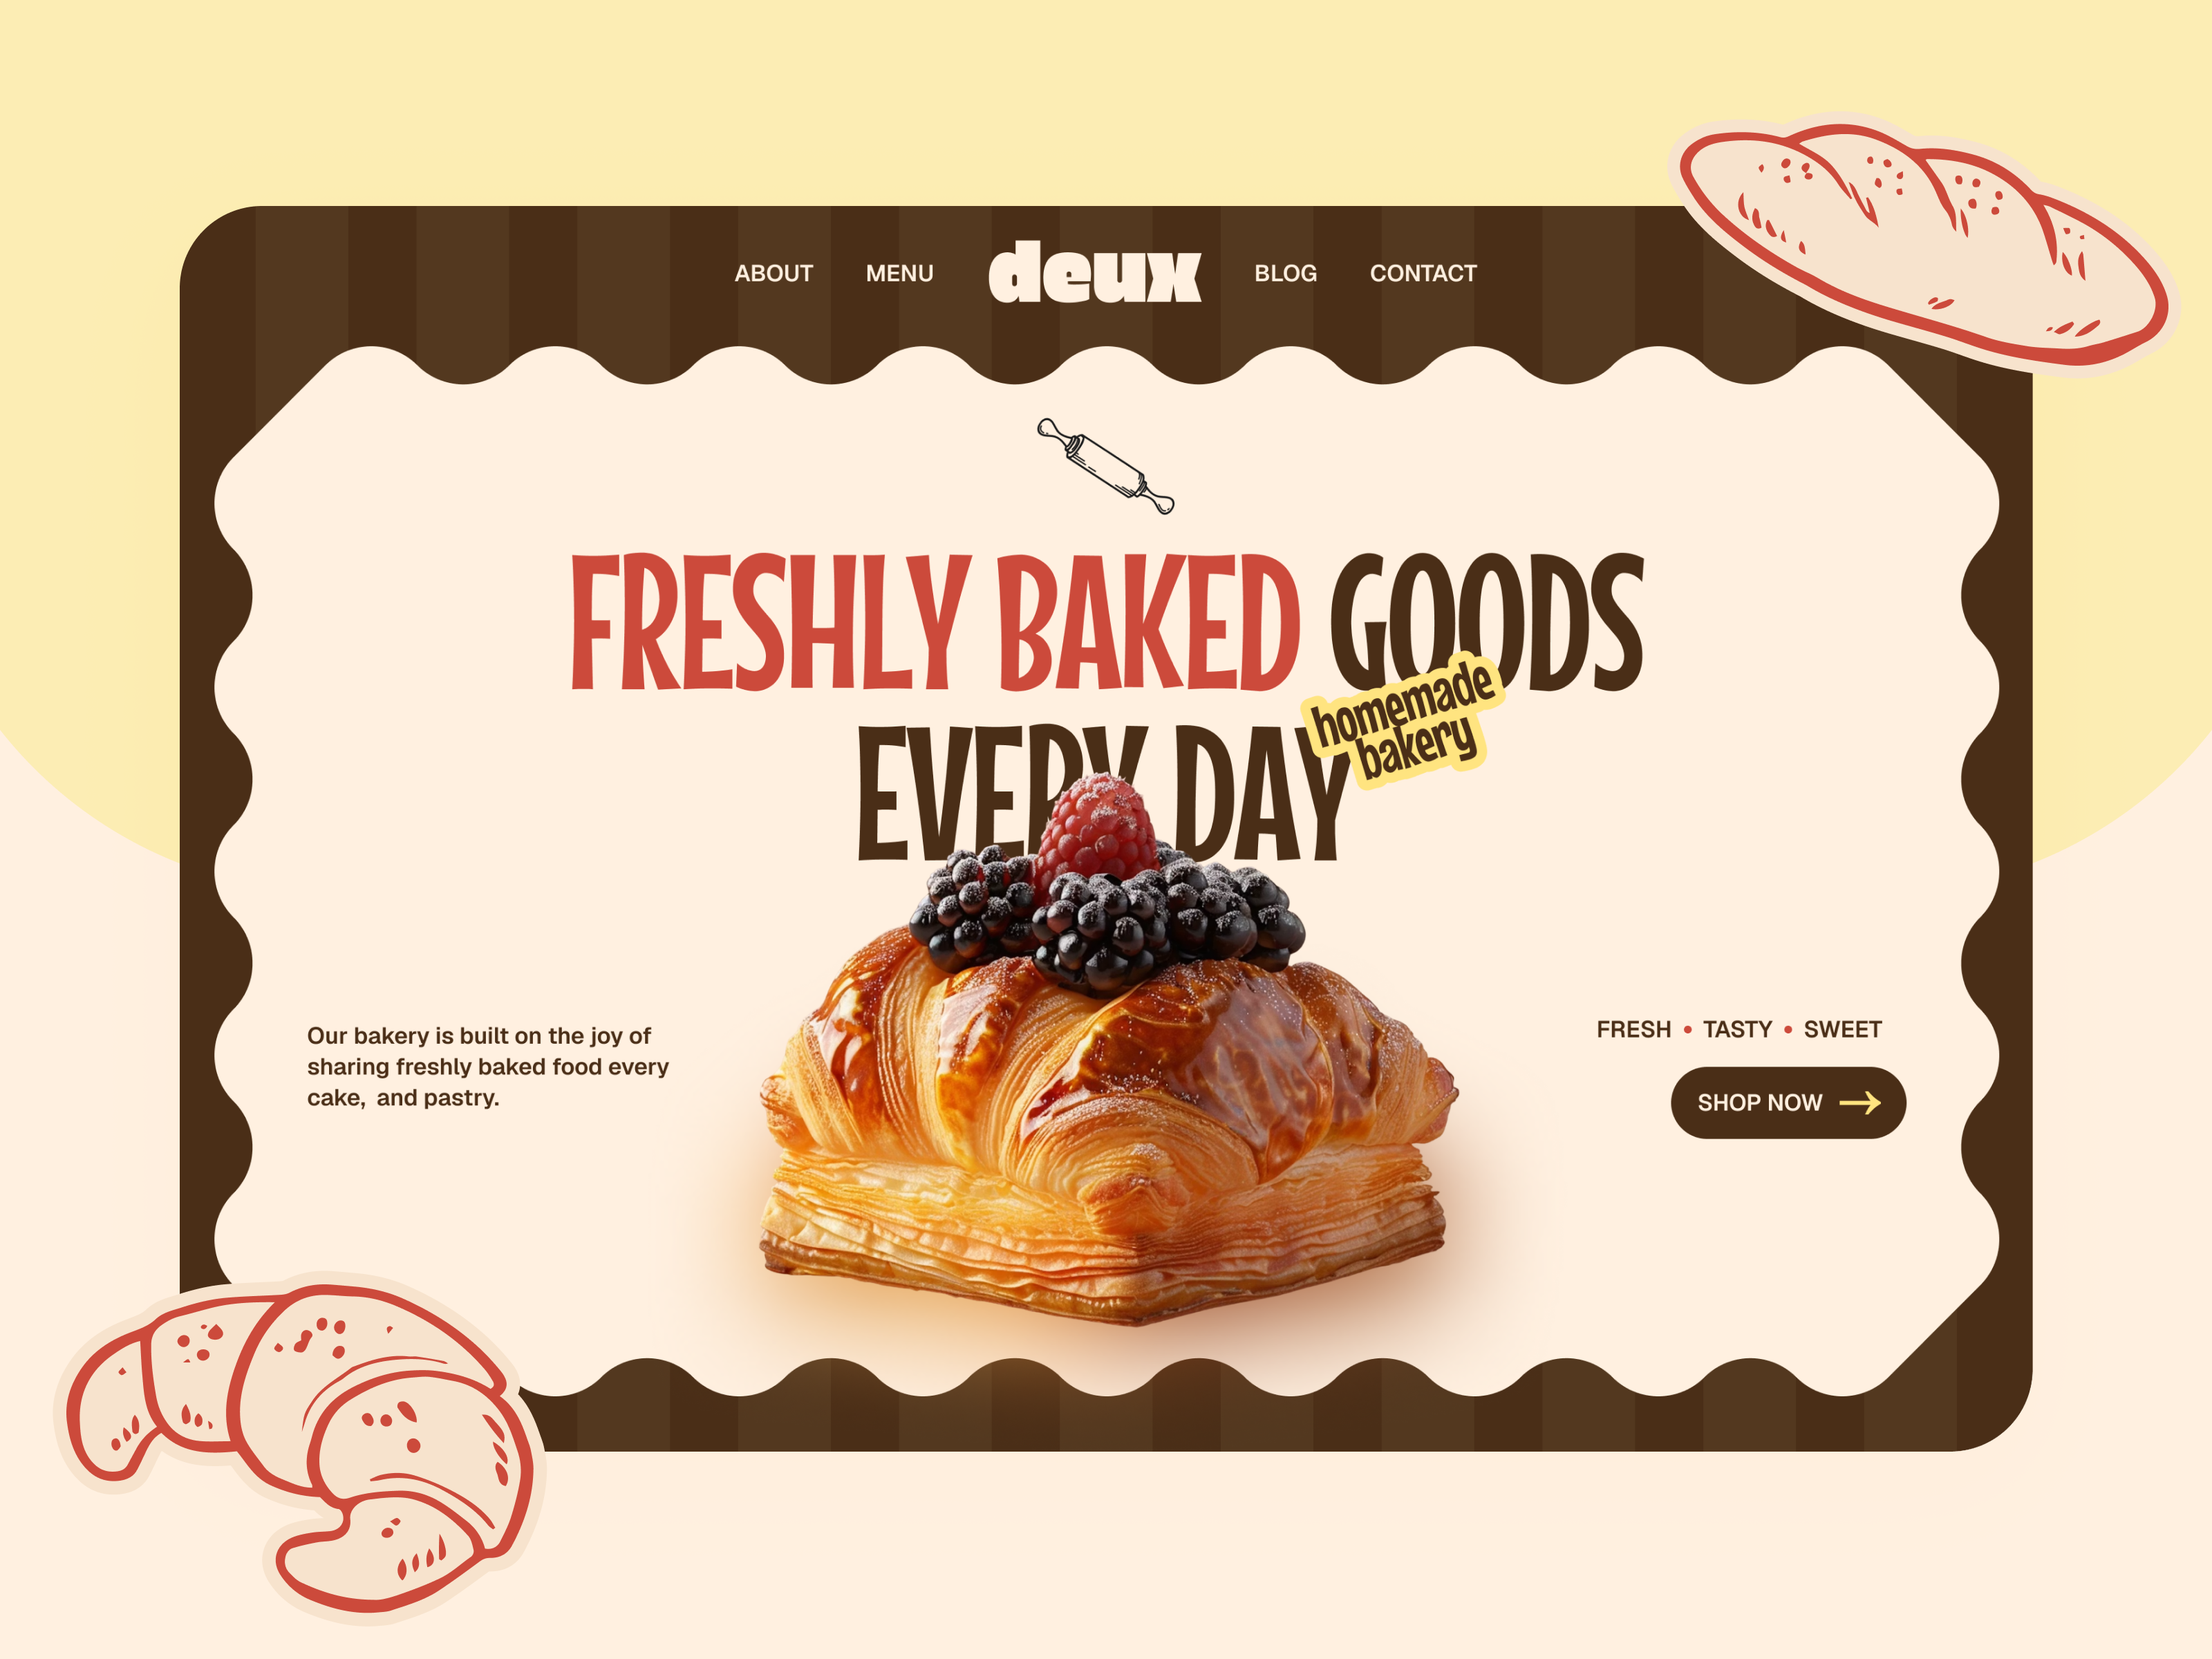 ABOUT MENU deux BLOG CONTACT
FRESHLY BAKED GOODS
EVERY DAY
homemade
bakery
Our bakery is built on the joy of
sharing freshly baked food every
cake,  and pastry.
FRESH • TASTY • SWEET
SHOP NOW →